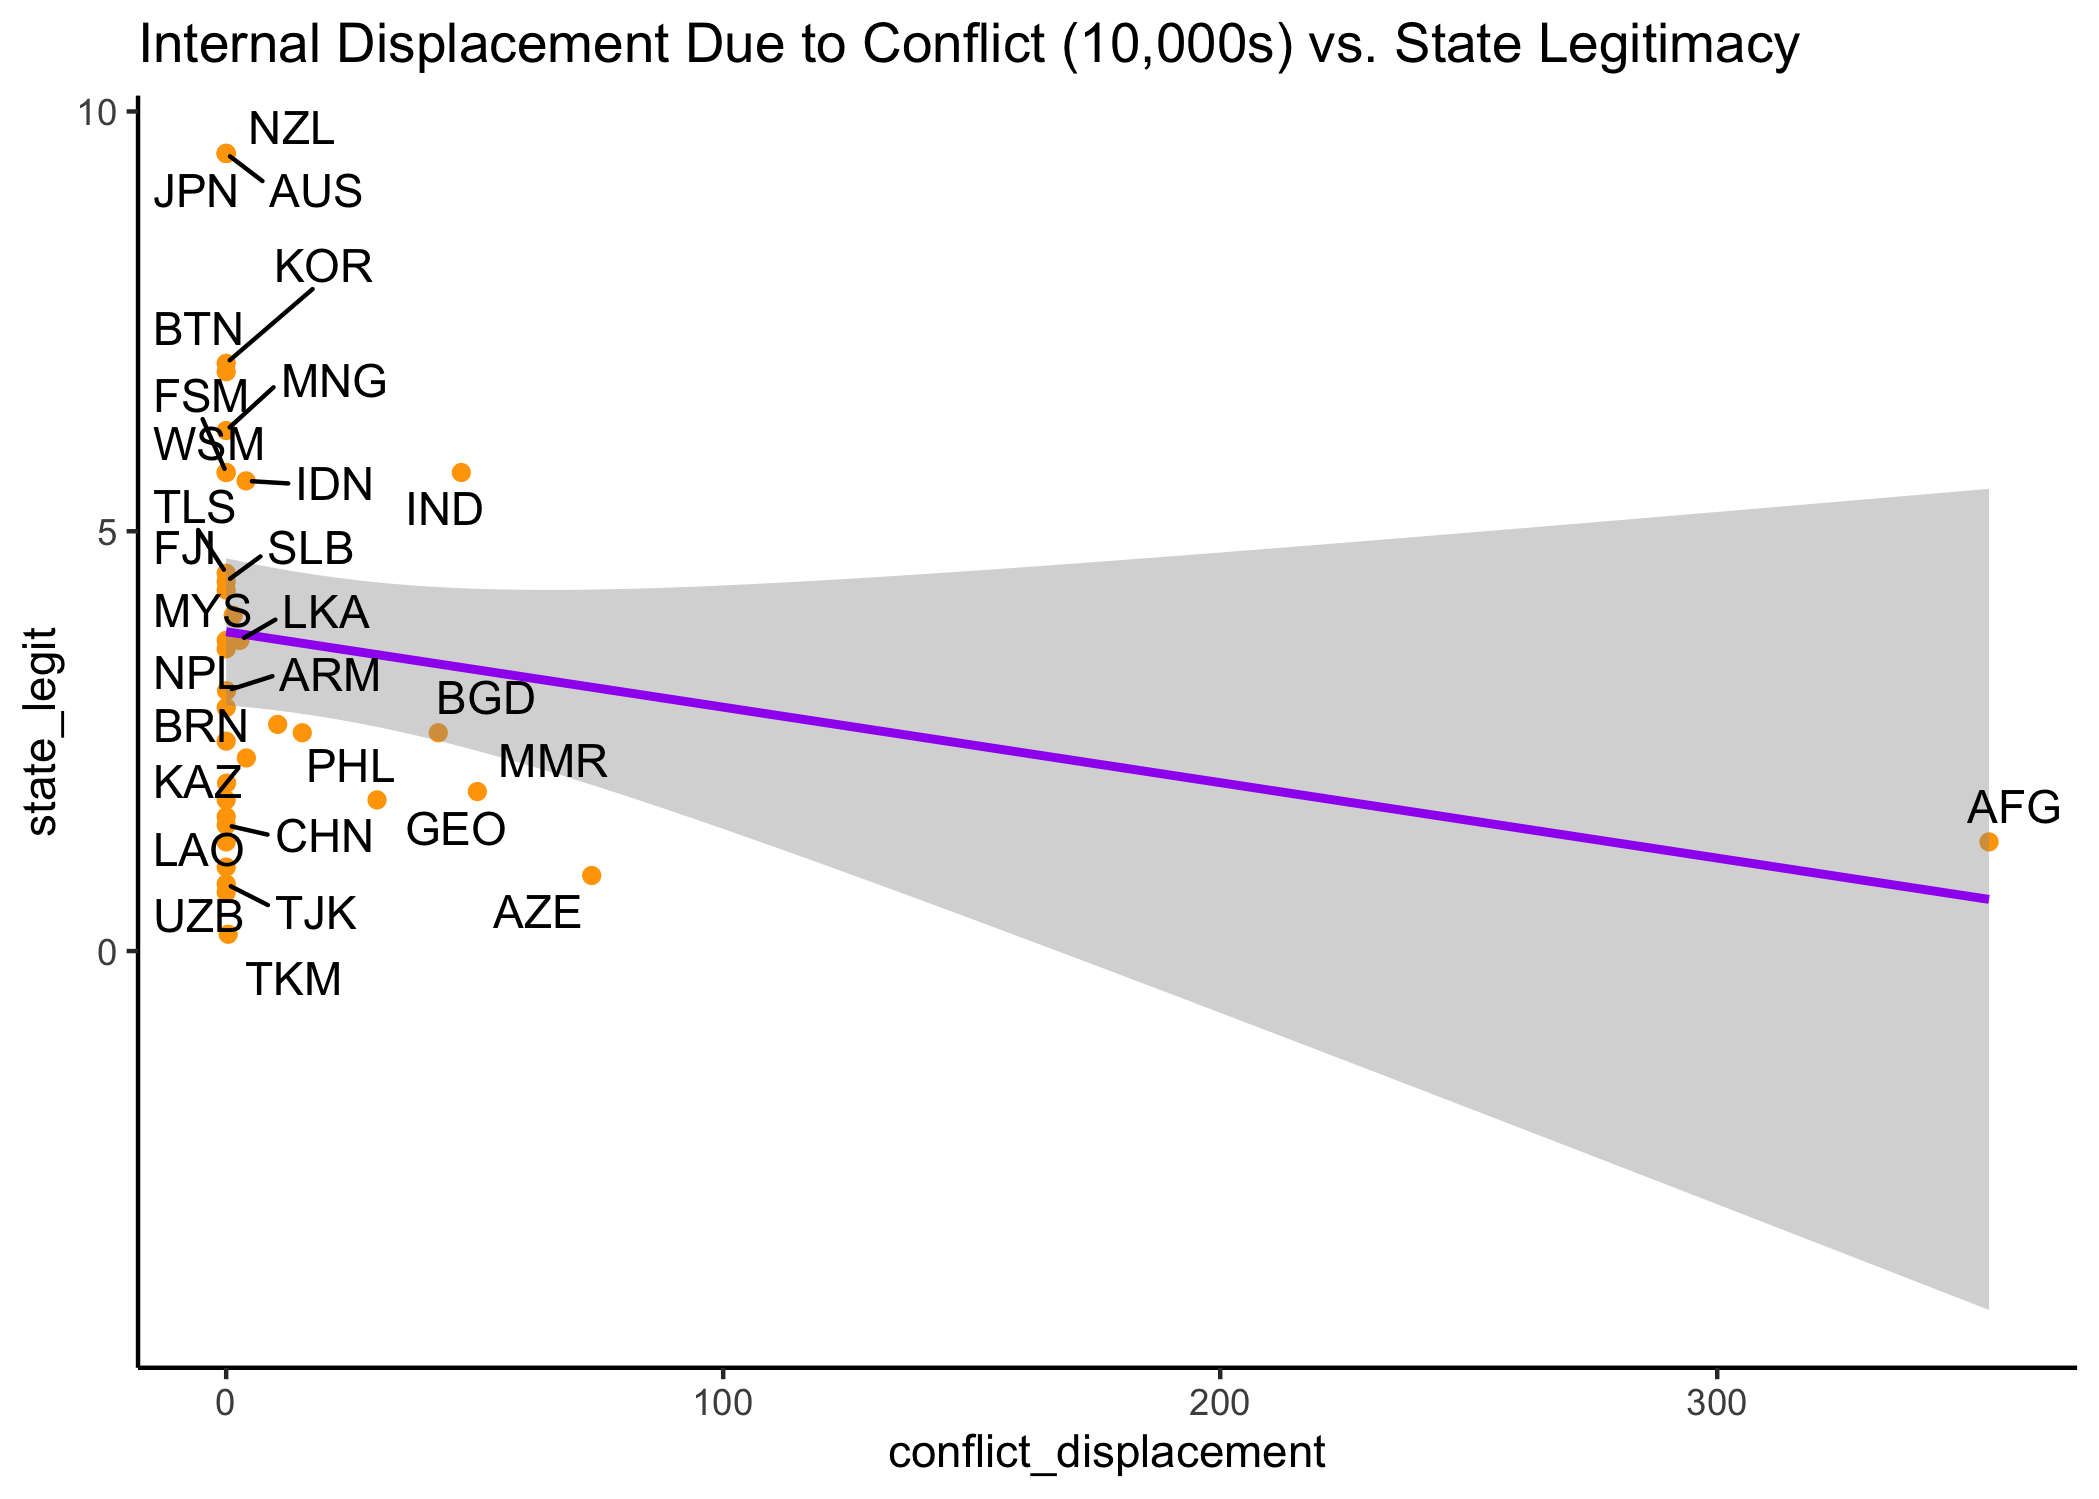 Internal Displacement Due to Conflict (10,000s) vs. State Legitimacy
10
NZL
JPN
AUS
KOR
BTN
MNG
FSM
WSM
IDN
IND
TLS
5
FJI
SLB
MYS
LKA
NPL
ARM
BGD
BRN
MMR
PHL
KAZ
AFG
GEO
CHN
LAO
AZE
TJK
UZB
0
TKM
state_legit
0
100
200
300
conflict_displacement